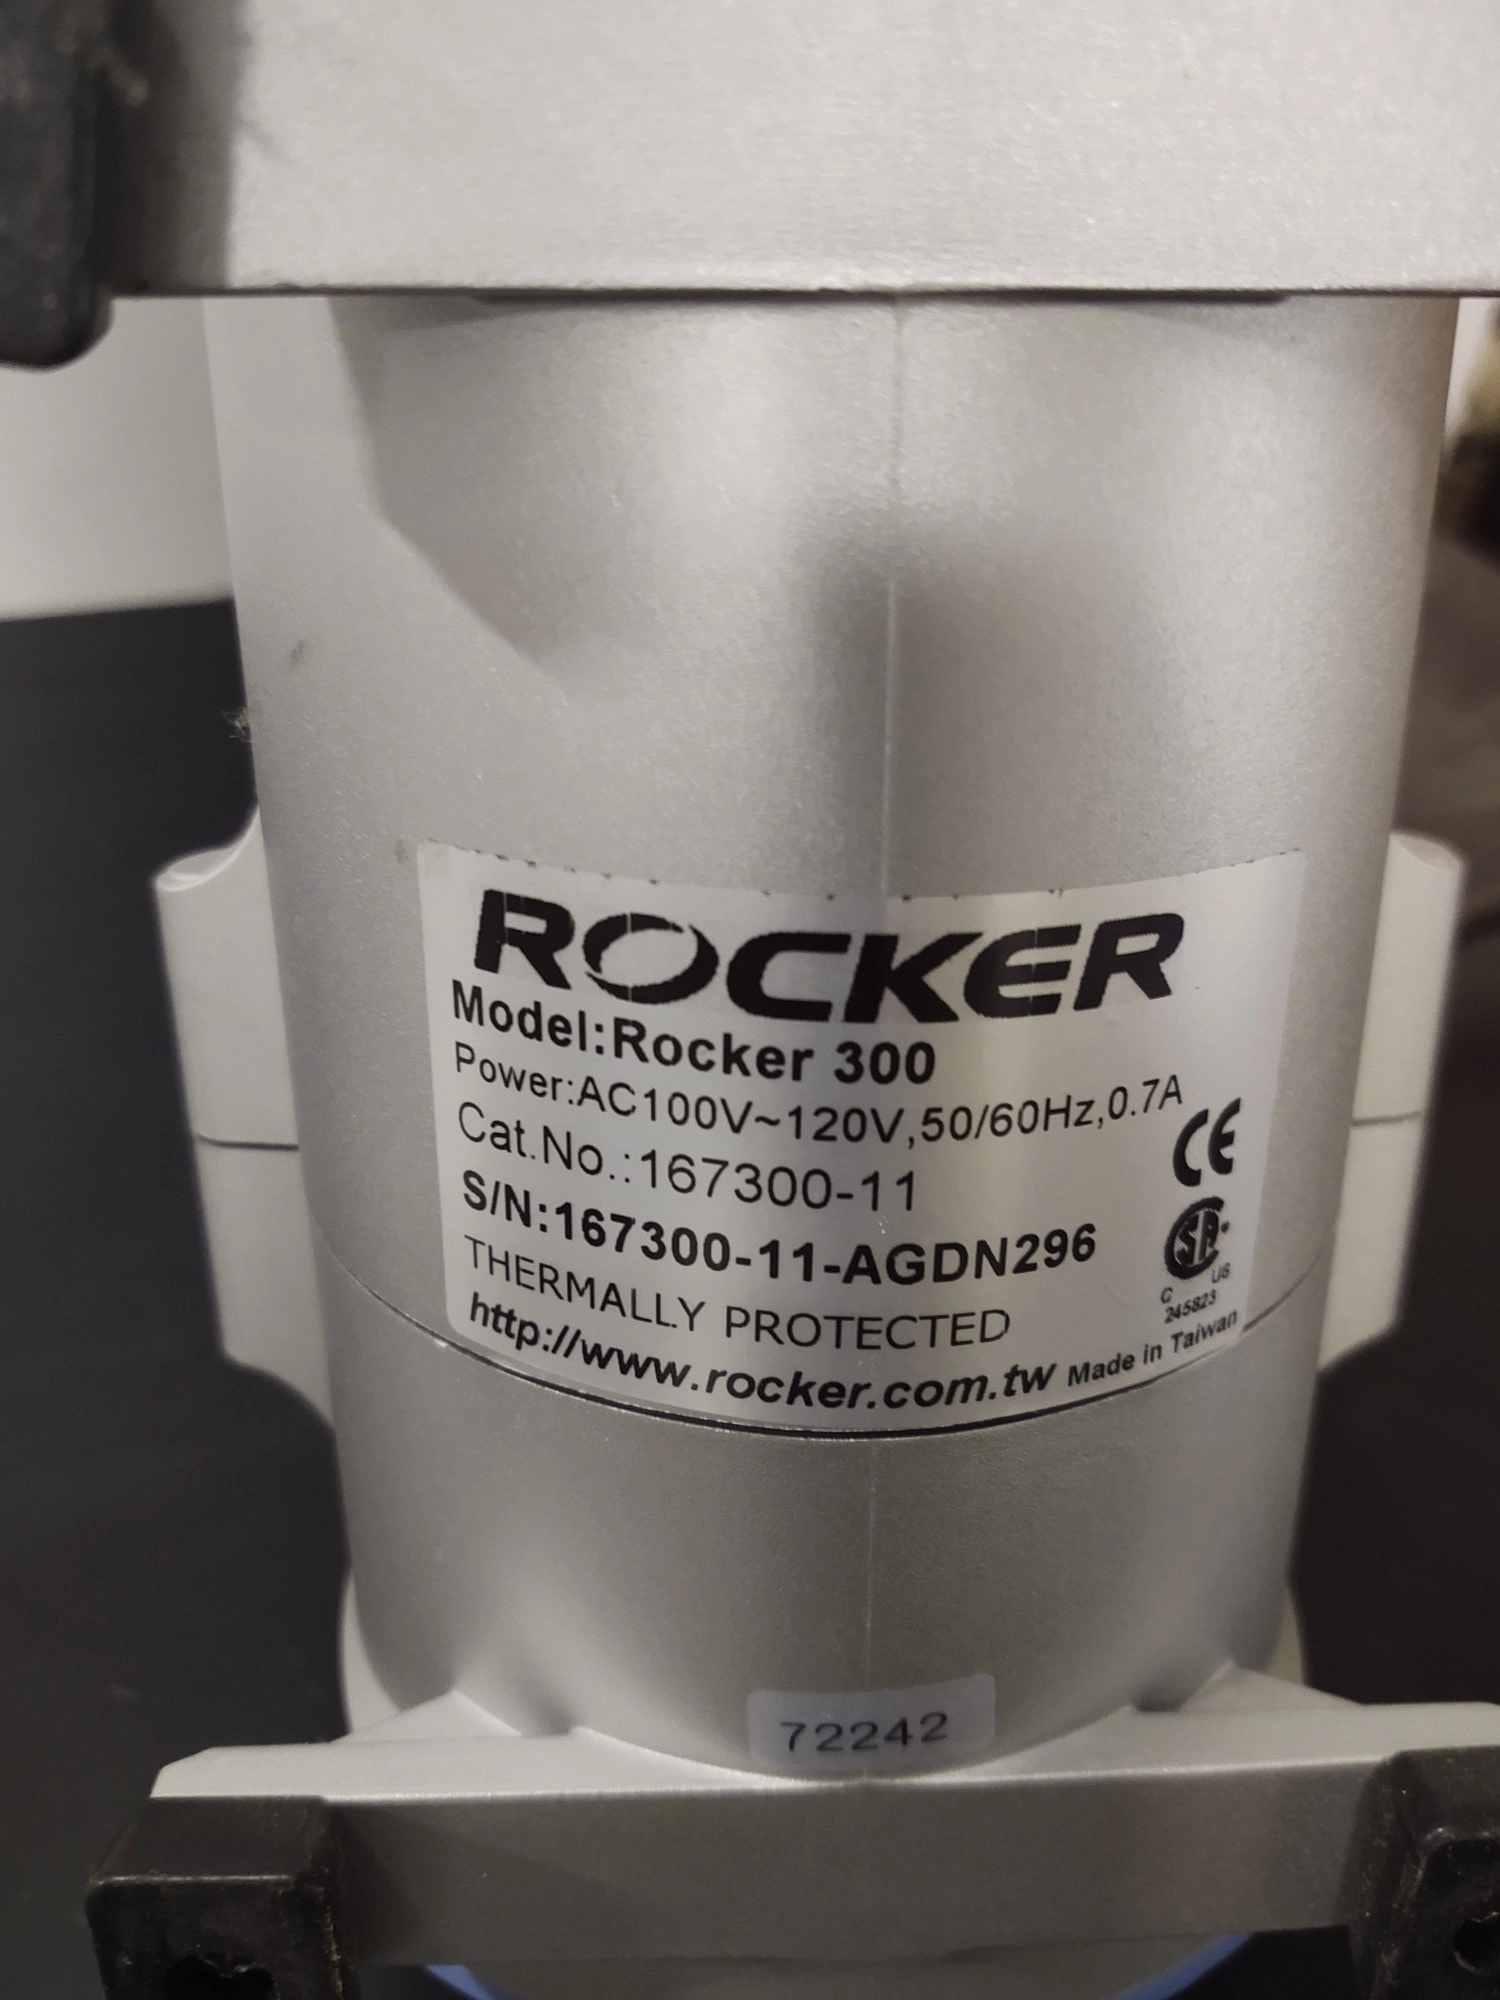 ROCKER
Model:Rocker 300
Power:AC100V~120V,50/60Hz,0.7A
CE
Cat.No.:167300-11
S/N:167300-11-AGDN296
SA
C US
245823
THERMALLY PROTECTED
http://www.rocker.com.tw Made in Taiwan
72242